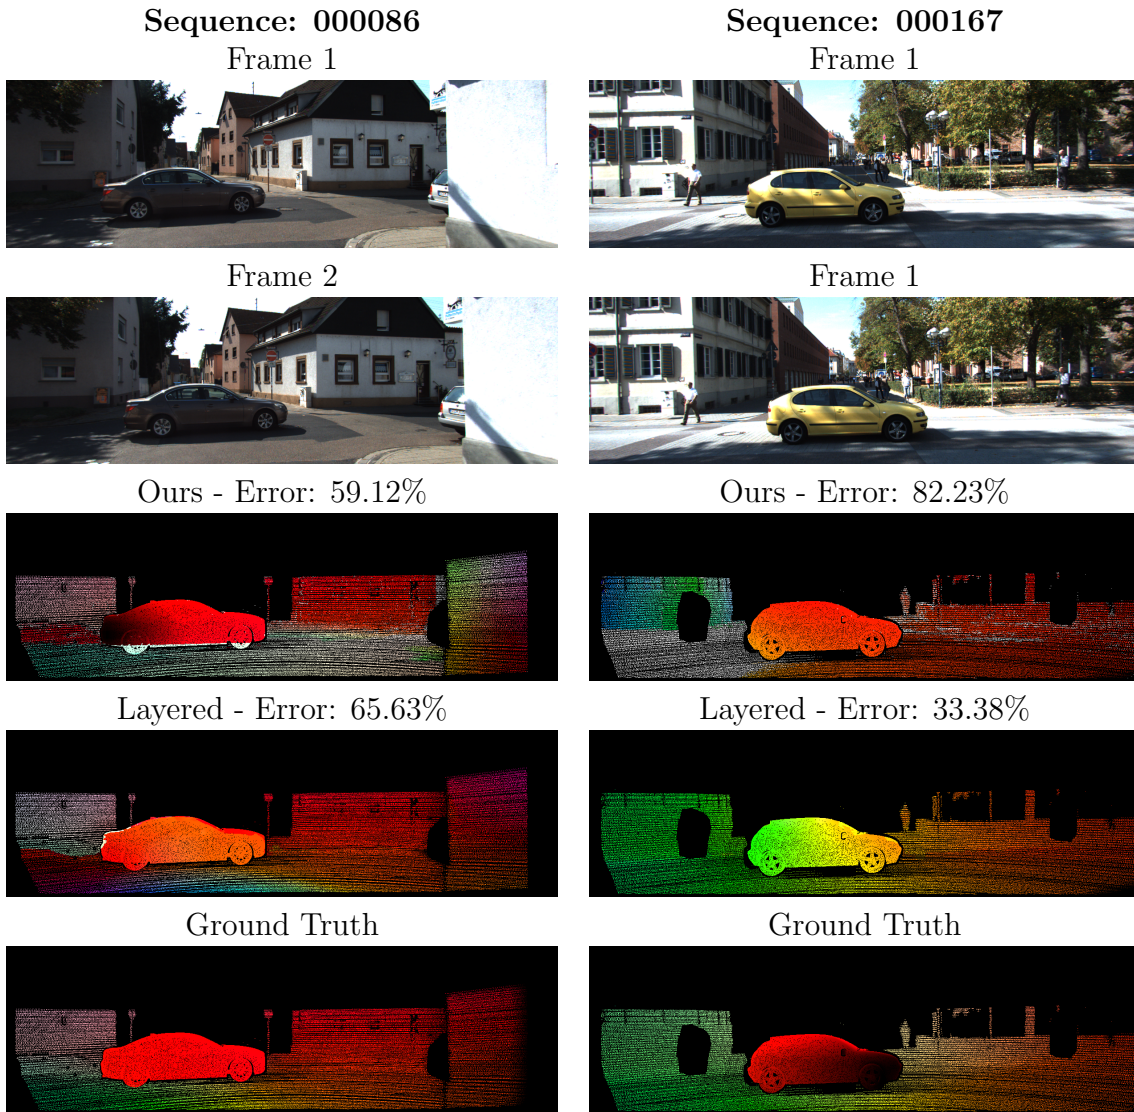 Sequence: 000086
Frame 1
Frame 2
Ours - Error: 59.12%
Layered - Error: 65.63%
Ground Truth
Sequence: 000167
Frame 1
Frame 1
Ours - Error: 82.23%
Layered - Error: 33.38%
Ground Truth